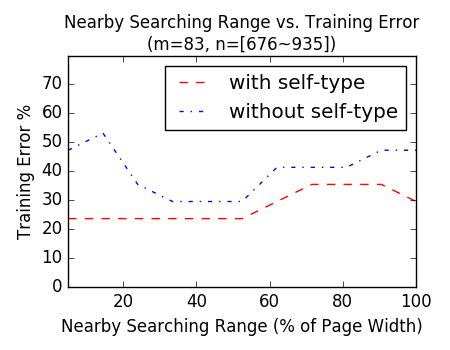 Nearby Searching Range vs. Training Error
(m=83, n=[676~935])
with self-type
without self-type
Training Error %
70
60
50
40
30
20
10
0
20 40 60 80 100
Nearby Searching Range (% of Page Width)